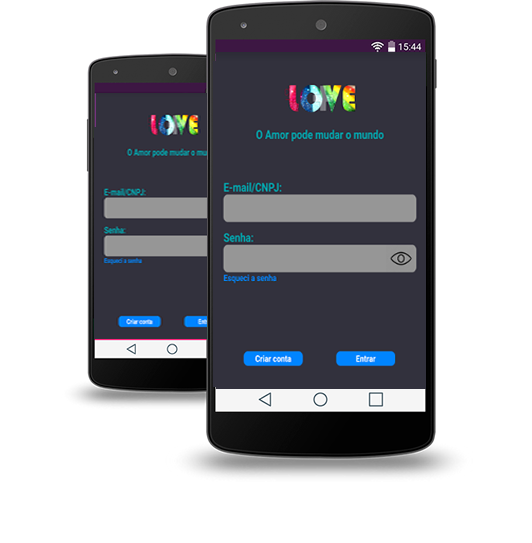 15:44
LOVE
O Amor pode mudar o mundo
E-mail/CNPJ:
Senha:
Esqueci a senha
Criar conta
Entrar
LOVE
O Amor pode mudar o mu
E-mail/CNPJ:
Senha:
Esqueci a senha
Criar conta
Entr